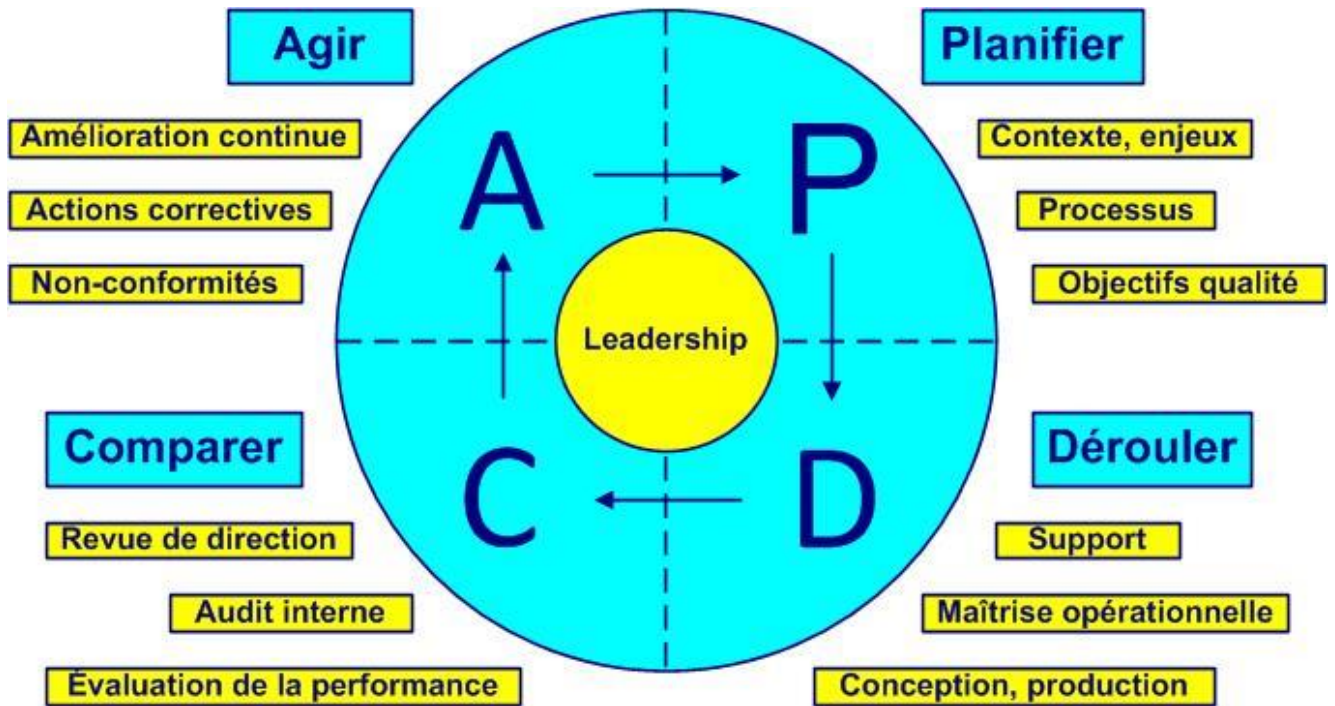 Agir
Planifier
Amélioration continue
Contexte, enjeux
Actions correctives
Processus
Non-conformités
Objectifs qualité
A
P
Leadership
Comparer
Dérouler
C
D
Revue de direction
Support
Audit interne
Maîtrise opérationnelle
Évaluation de la performance
Conception, production